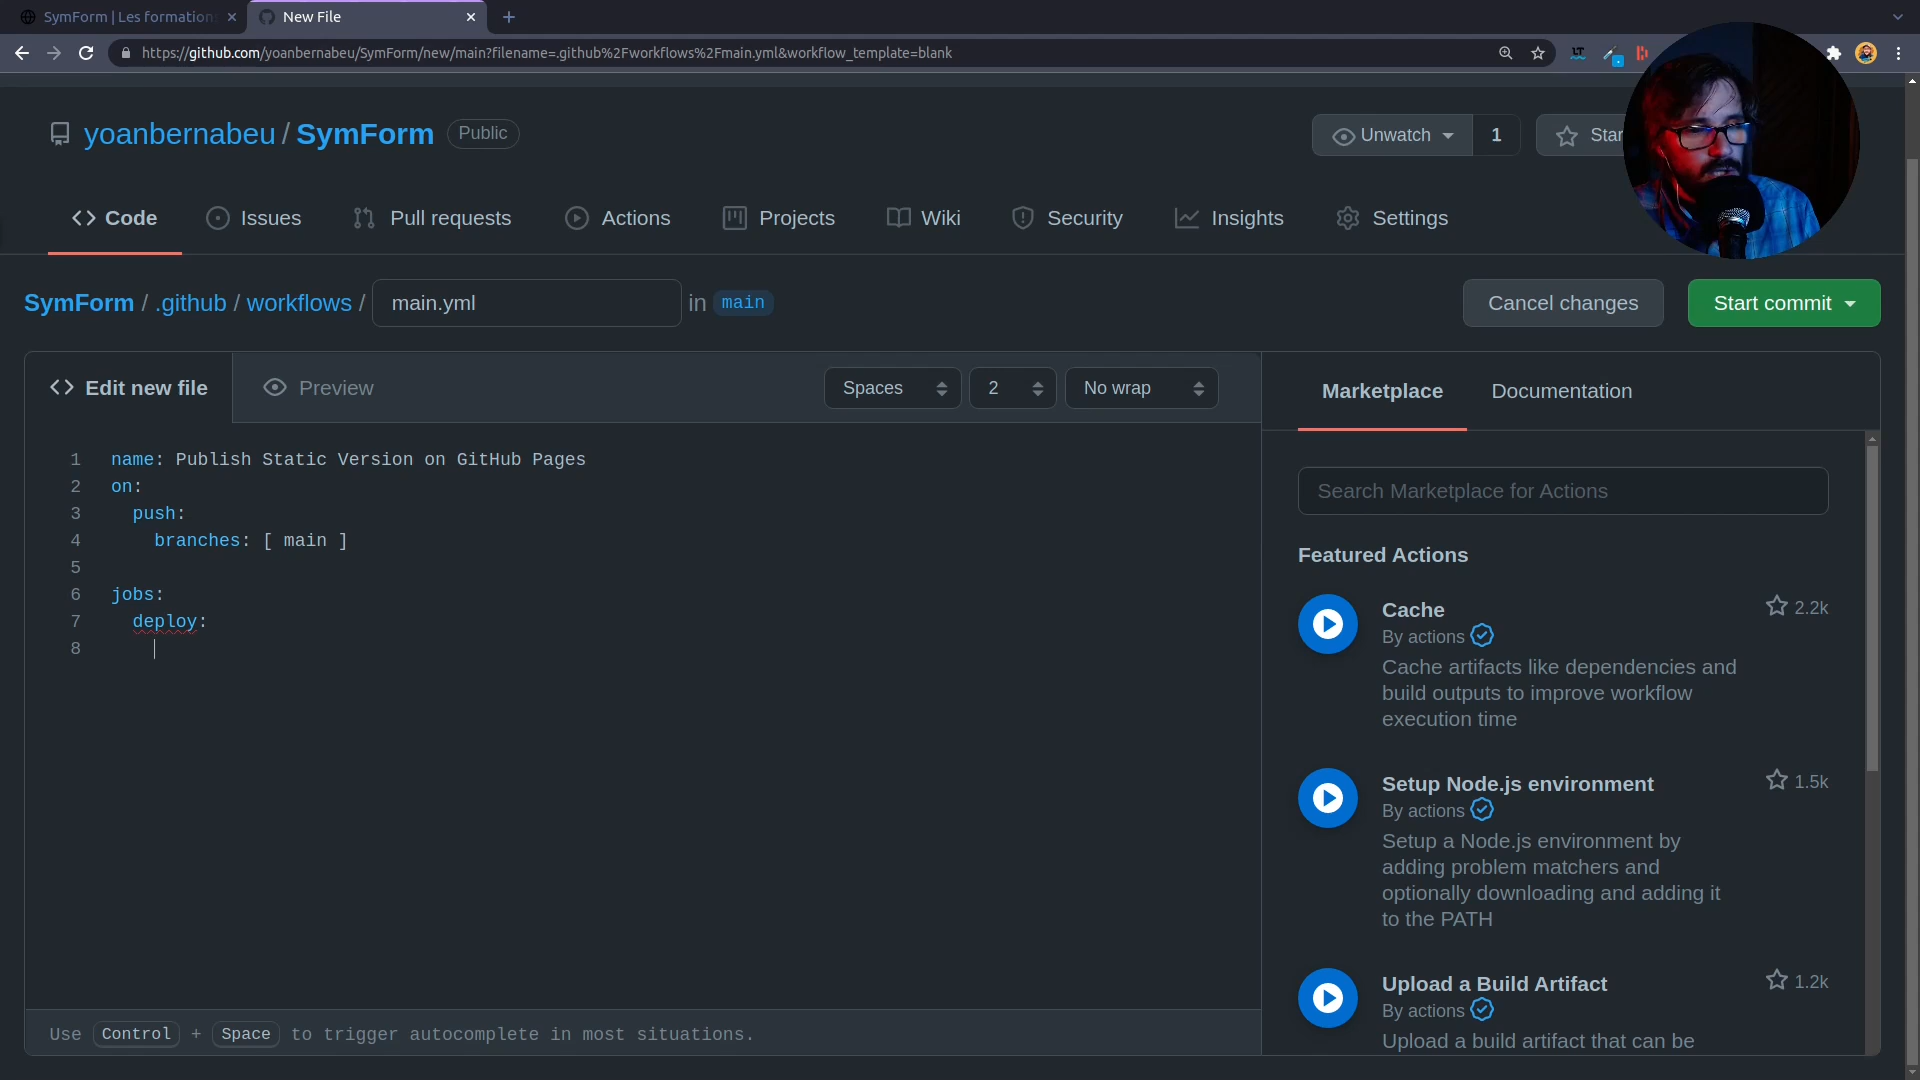 SymForm | Les formation
New File
https://github.com/yoanbernabeu/SymForm/new/main?filename=.github%2Fworkflows%2Fmain.yml&workflow_template=blank
yoanbernabeu / SymForm Public
Unwatch 1
Star
Code
Issues
Pull requests
Actions
Projects
Wiki
Security
Insights
Settings
SymForm / .github / workflows / main.yml in main
Cancel changes
Start commit
Edit new file
Preview
Spaces
2
No wrap
1 name: Publish Static Version on GitHub Pages
2 on:
3 push:
4 branches: [ main ]
5
6 jobs:
7 deploy:
8
Use Control + Space to trigger autocomplete in most situations.
Marketplace
Documentation
Search Marketplace for Actions
Featured Actions
Cache
2.2k
By actions
Cache artifacts like dependencies and
build outputs to improve workflow
execution time
Setup Node.js environment
1.5k
By actions
Setup a Node.js environment by
adding problem matchers and
optionally downloading and adding it
to the PATH
Upload a Build Artifact
1.2k
By actions
Upload a build artifact that can be